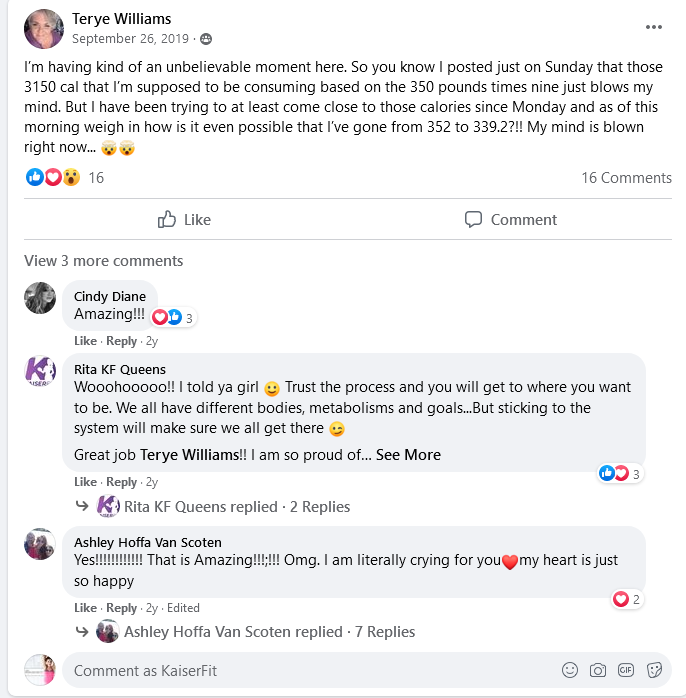 Terye Williams
September 26, 2019 ·
I'm having kind of an unbelievable moment here. So you know I posted just on Sunday that those
3150 cal that I'm supposed to be consuming based on the 350 pounds times nine just blows my
mind. But I have been trying to at least come close to those calories since Monday and as of this
morning weigh in how is it even possible that I've gone from 352 to 339.2?!! My mind is blown
right now... 🤯🤯
16
16 Comments
Like
Comment
View 3 more comments
Cindy Diane
Amazing!!!
3
Like · Reply · 2y
Rita KF Queens
Wooohooooo!! I told ya girl 🙂 Trust the process and you will get to where you want
to be. We all have different bodies, metabolisms and goals...But sticking to the
system will make sure we all get there 😉
Great job Terye Williams!! I am so proud of... See More
3
Like · Reply · 2y
Rita KF Queens replied · 2 Replies
Ashley Hoffa Van Scoten
Yes!!!!!!!!!!!! That is Amazing!!!;!!! Omg. I am literally crying for you❤️my heart is just
so happy
2
Like · Reply · 2y · Edited
Ashley Hoffa Van Scoten replied · 7 Replies
Comment as KaiserFit
GIF